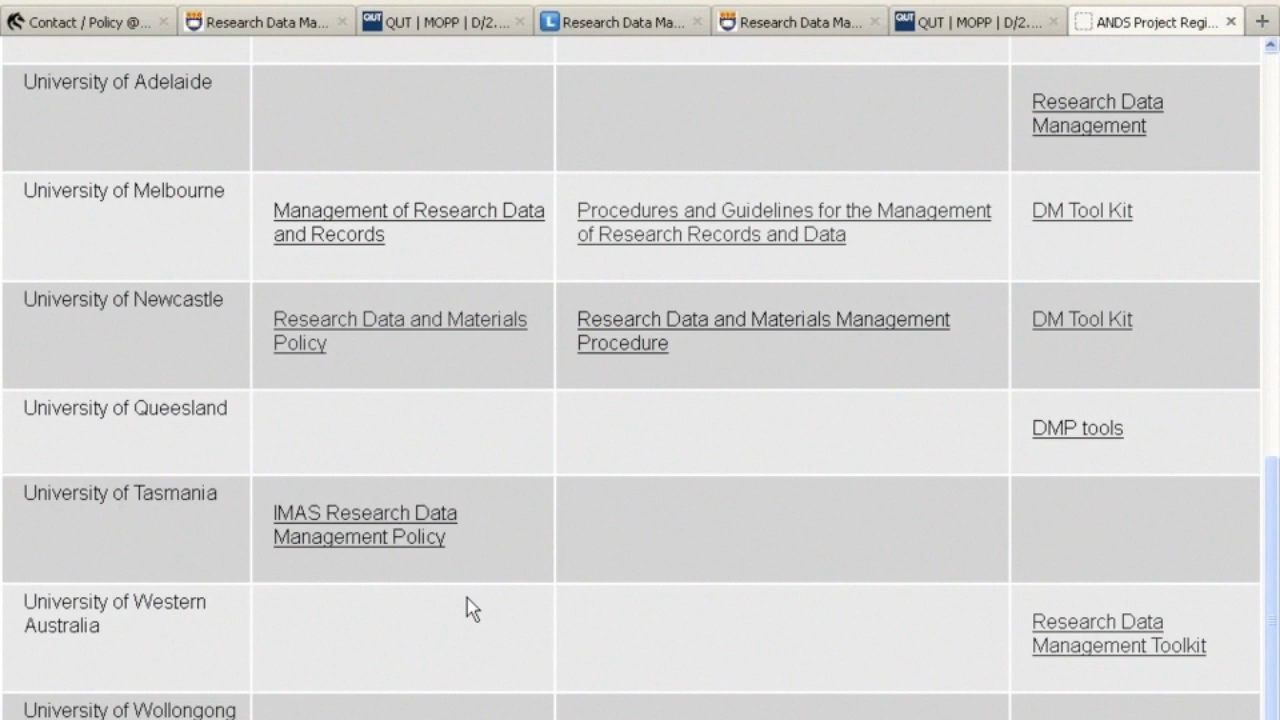 Contact / Policy @...
Research Data Ma...
QUT | MOPP | D/2....
Research Data Ma...
Research Data Ma...
QUT | MOPP | D/2....
ANDS Project Regi...
University of Adelaide
Research Data
Management
University of Melbourne
Management of Research Data
and Records
Procedures and Guidelines for the Management
of Research Records and Data
DM Tool Kit
University of Newcastle
Research Data and Materials
Policy
Research Data and Materials Management
Procedure
DM Tool Kit
University of Queesland
DMP tools
University of Tasmania
IMAS Research Data
Management Policy
University of Western
Australia
Research Data
Management Toolkit
University of Wollongong